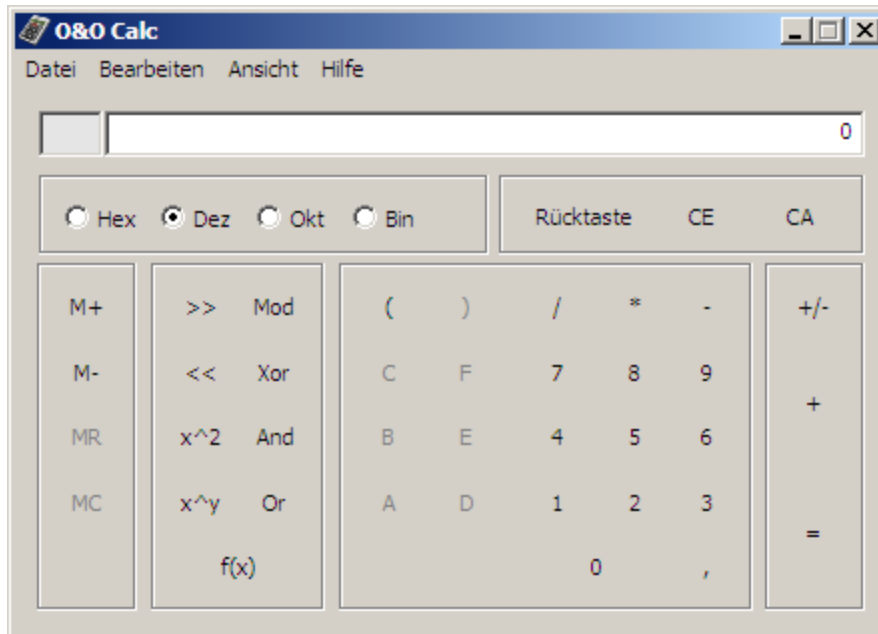 O&O Calc
Datei Bearbeiten Ansicht Hilfe
0
Hex Dez Okt Bin Rücktaste CE CA
M+ >> Mod ( ) / * - +/-
M- << Xor C F 7 8 9
+
MR x^2 And B E 4 5 6
MC x^y Or A D 1 2 3
=
f(x) 0 ,